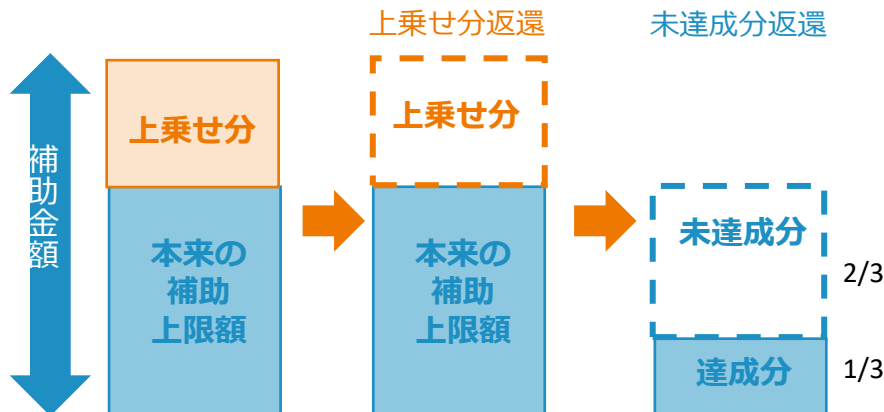 上乗せ分返還
未達成分返還
補助金額
上乗せ分
本来の
補助
上限額
上乗せ分
本来の
補助
上限額
未達成分
2/3
達成分
1/3